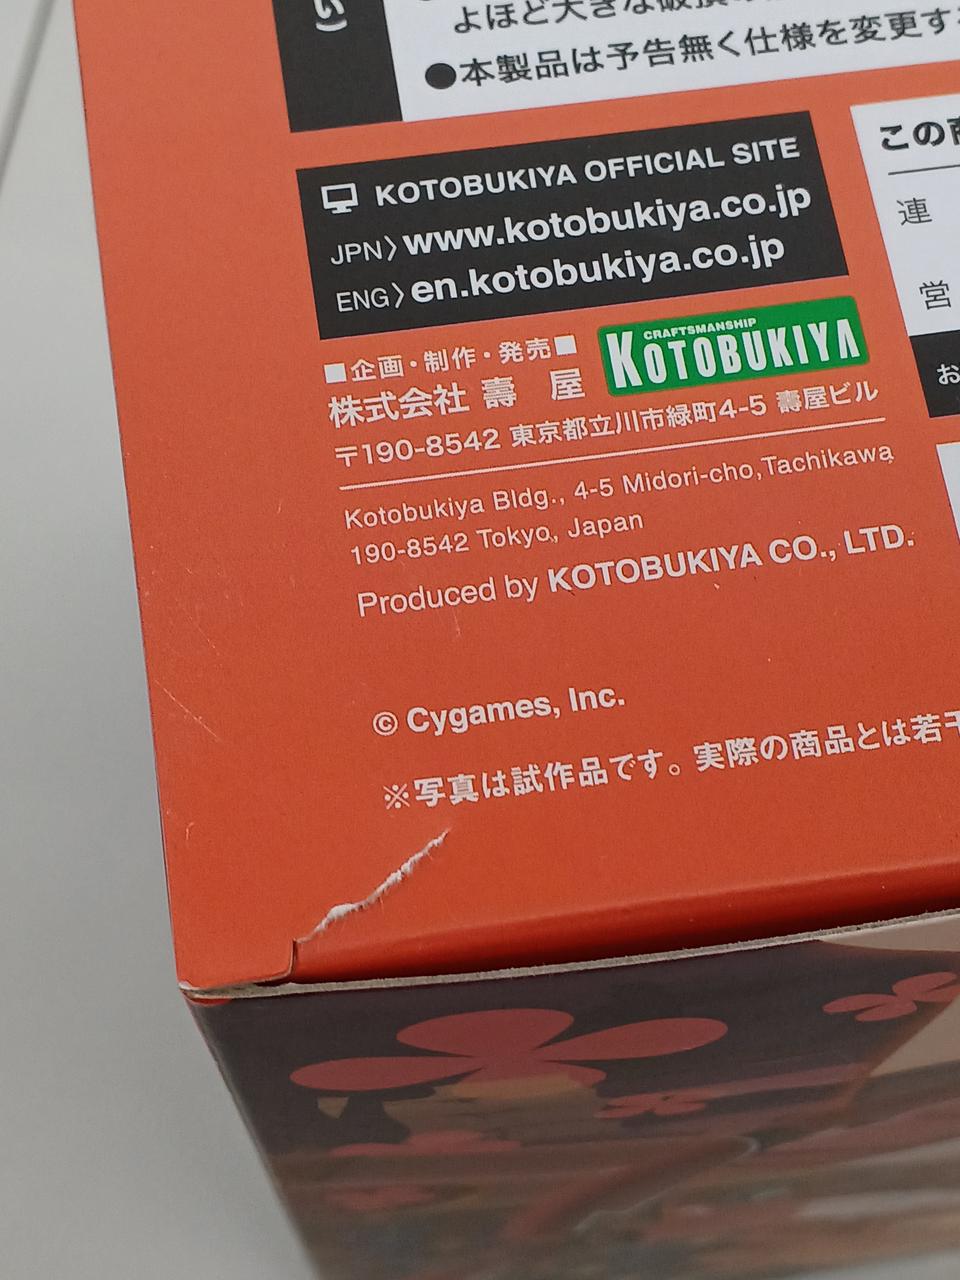 い）
よほど大きな破損の
●本製品は予告無く仕様を変更す
KOTOBUKIYA OFFICIAL SITE
JPN〉www.kotobukiya.co.jp
ENG〉en.kotobukiya.co.jp
■企画・制作・発売■
株式会社 壽 屋
CRAFTSMANSHIP
KOTOBUKIYA
〒190-8542 東京都立川市緑町4-5 壽屋ビル
Kotobukiya Bldg., 4-5 Midori-cho,Tachikawa,
190-8542 Tokyo, Japan
Produced by KOTOBUKIYA CO., LTD.
© Cygames, Inc.
※写真は試作品です。実際の商品とは若干
この商
連
営
お